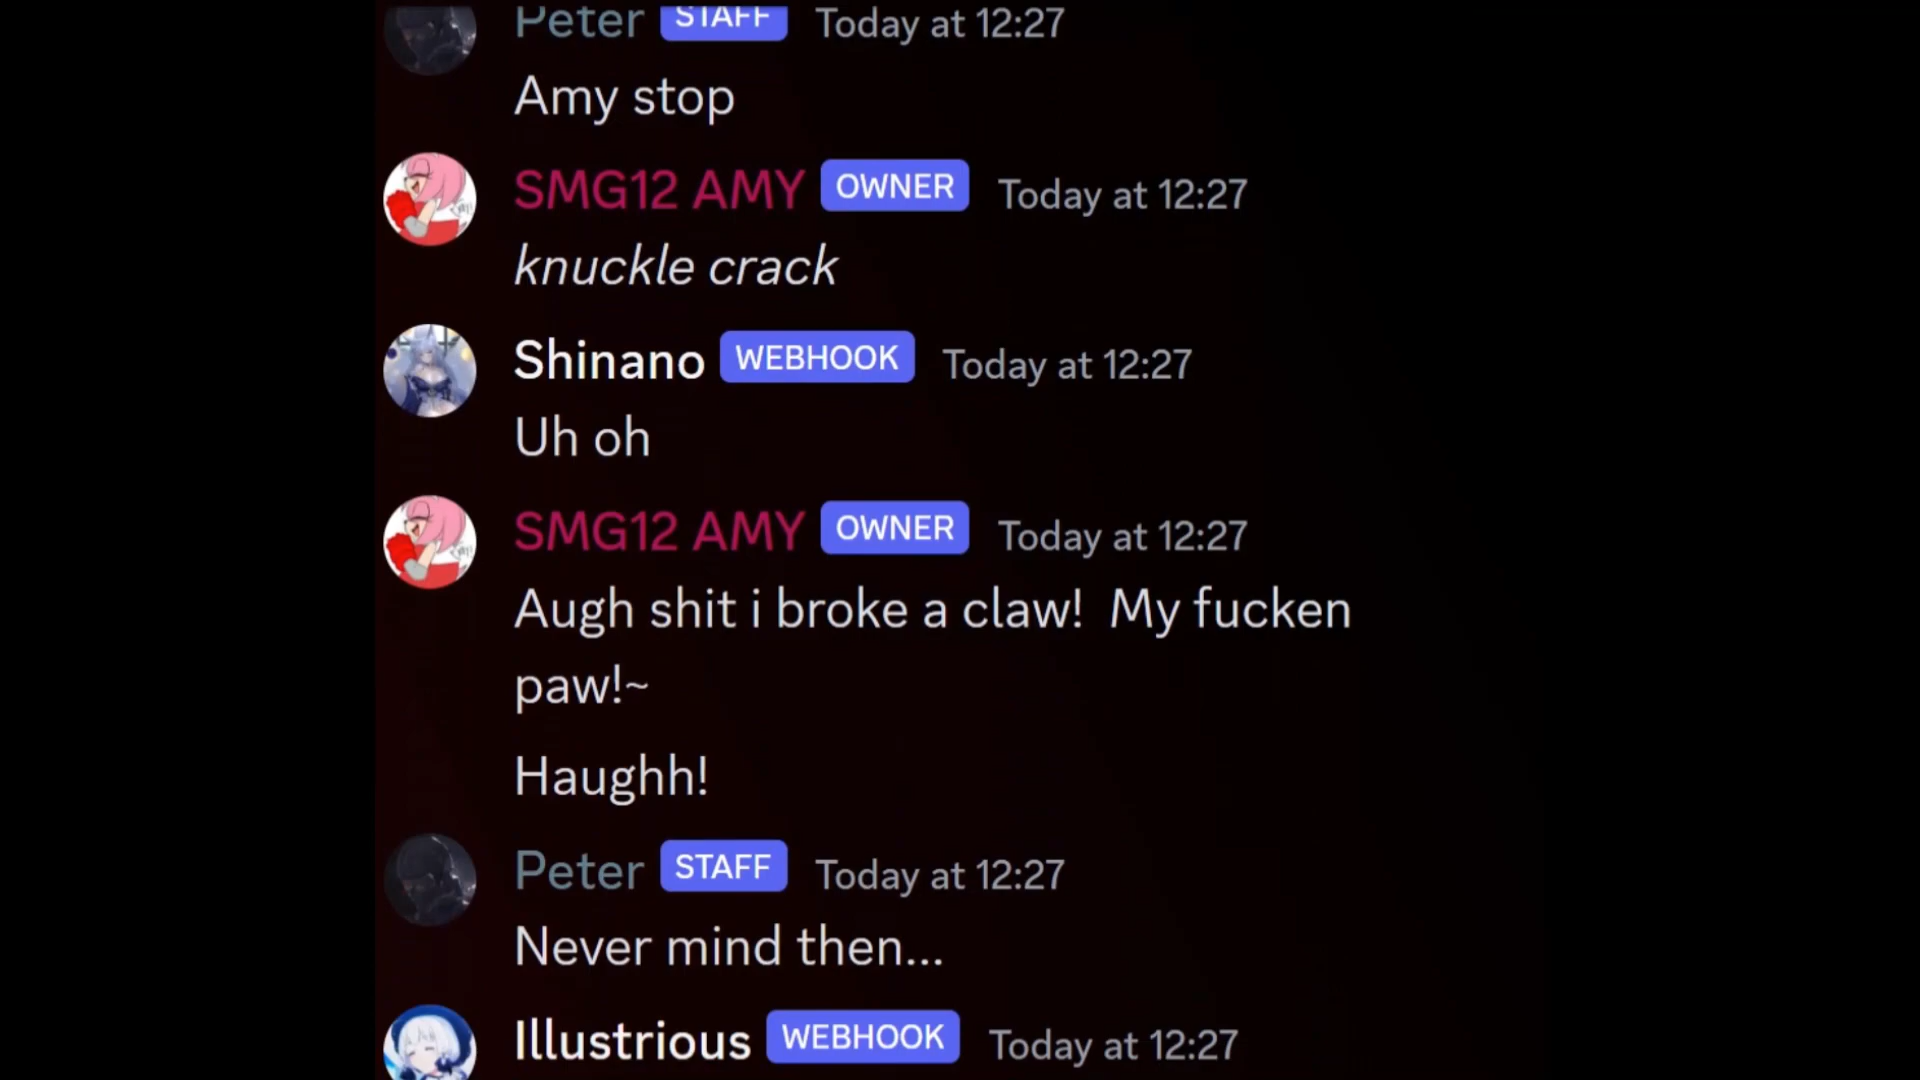 Peter STAFF Today at 12:27
Amy stop
SMG12 AMY OWNER Today at 12:27
knuckle crack
Shinano WEBHOOK Today at 12:27
Uh oh
SMG12 AMY OWNER Today at 12:27
Augh shit i broke a claw!  My fucken
paw!~
Haughh!
Peter STAFF Today at 12:27
Never mind then...
Illustrious WEBHOOK Today at 12:27